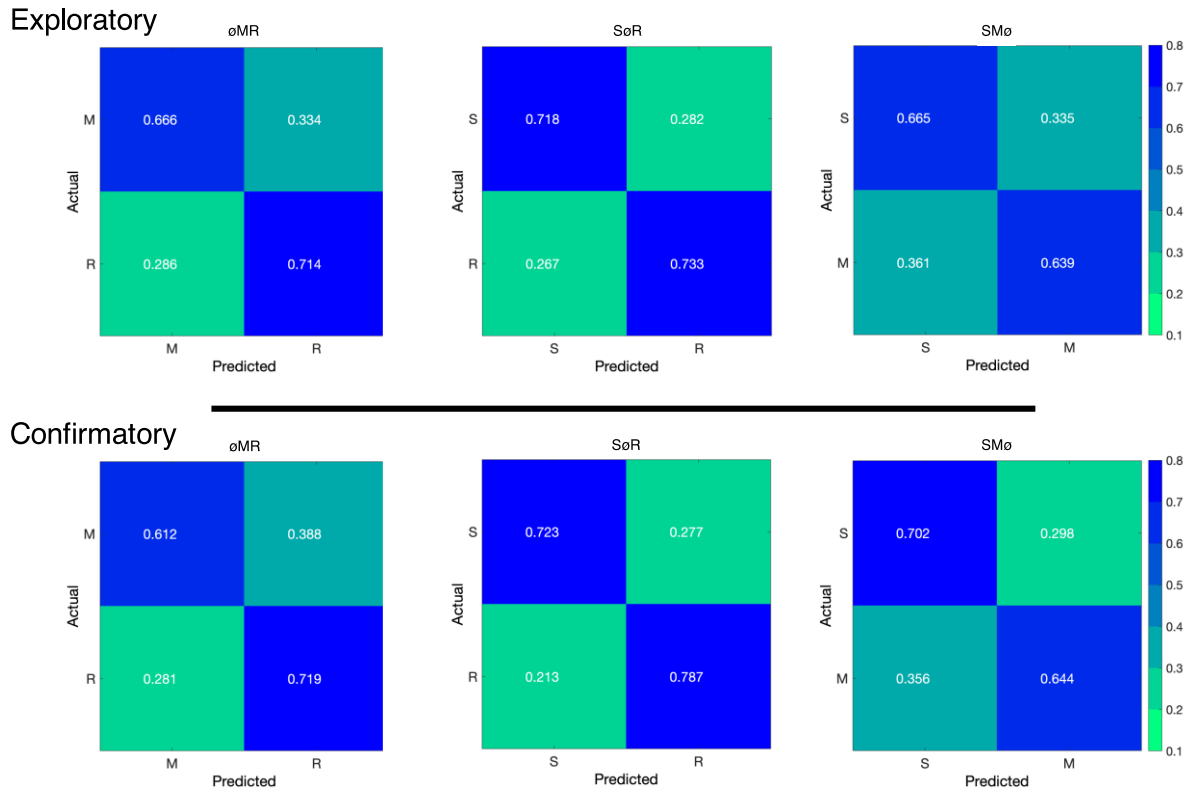 Exploratory
øMR
SøR
SMø
M
0.666
0.334
R
0.286
0.714
Actual
M
R
Predicted
S
0.718
0.282
R
0.267
0.733
Actual
S
R
Predicted
S
0.665
0.335
M
0.361
0.639
Actual
S
M
Predicted
0.8
0.7
0.6
0.5
0.4
0.3
0.2
0.1
Confirmatory
øMR
SøR
SMø
M
0.612
0.388
R
0.281
0.719
Actual
M
R
Predicted
S
0.723
0.277
R
0.213
0.787
Actual
S
R
Predicted
S
0.702
0.298
M
0.356
0.644
Actual
S
M
Predicted
0.8
0.7
0.6
0.5
0.4
0.3
0.2
0.1